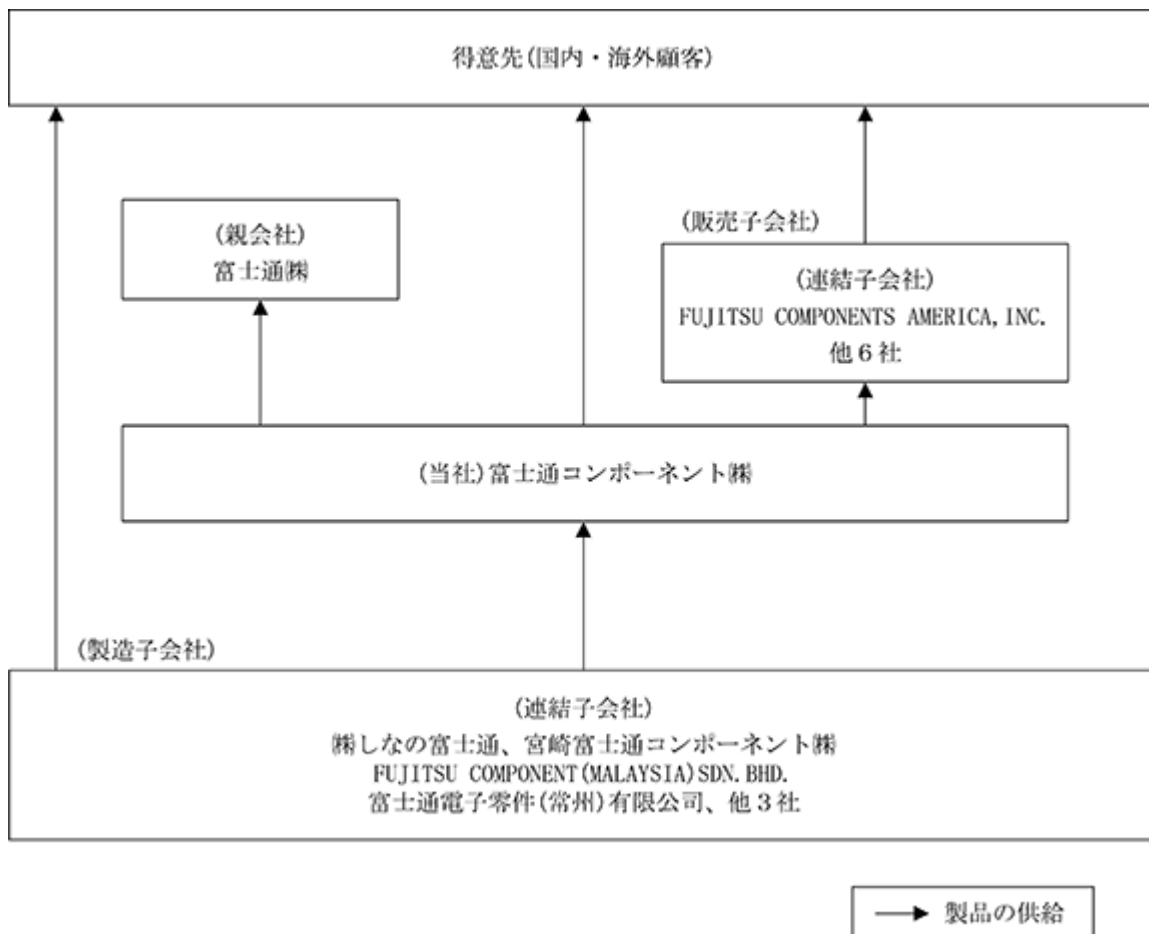 得意先(国内・海外顧客)
(親会社)
富士通㈱
(販売子会社)
(連結子会社)
FUJITSU COMPONENTS AMERICA,INC.
他６社
(当社)富士通コンポーネント㈱
(製造子会社)
(連結子会社)
㈱しなの富士通、宮崎富士通コンポーネント㈱
FUJITSU COMPONENT(MALAYSIA)SDN.BHD.
富士通電子零件(常州)有限公司、他３社
製品の供給